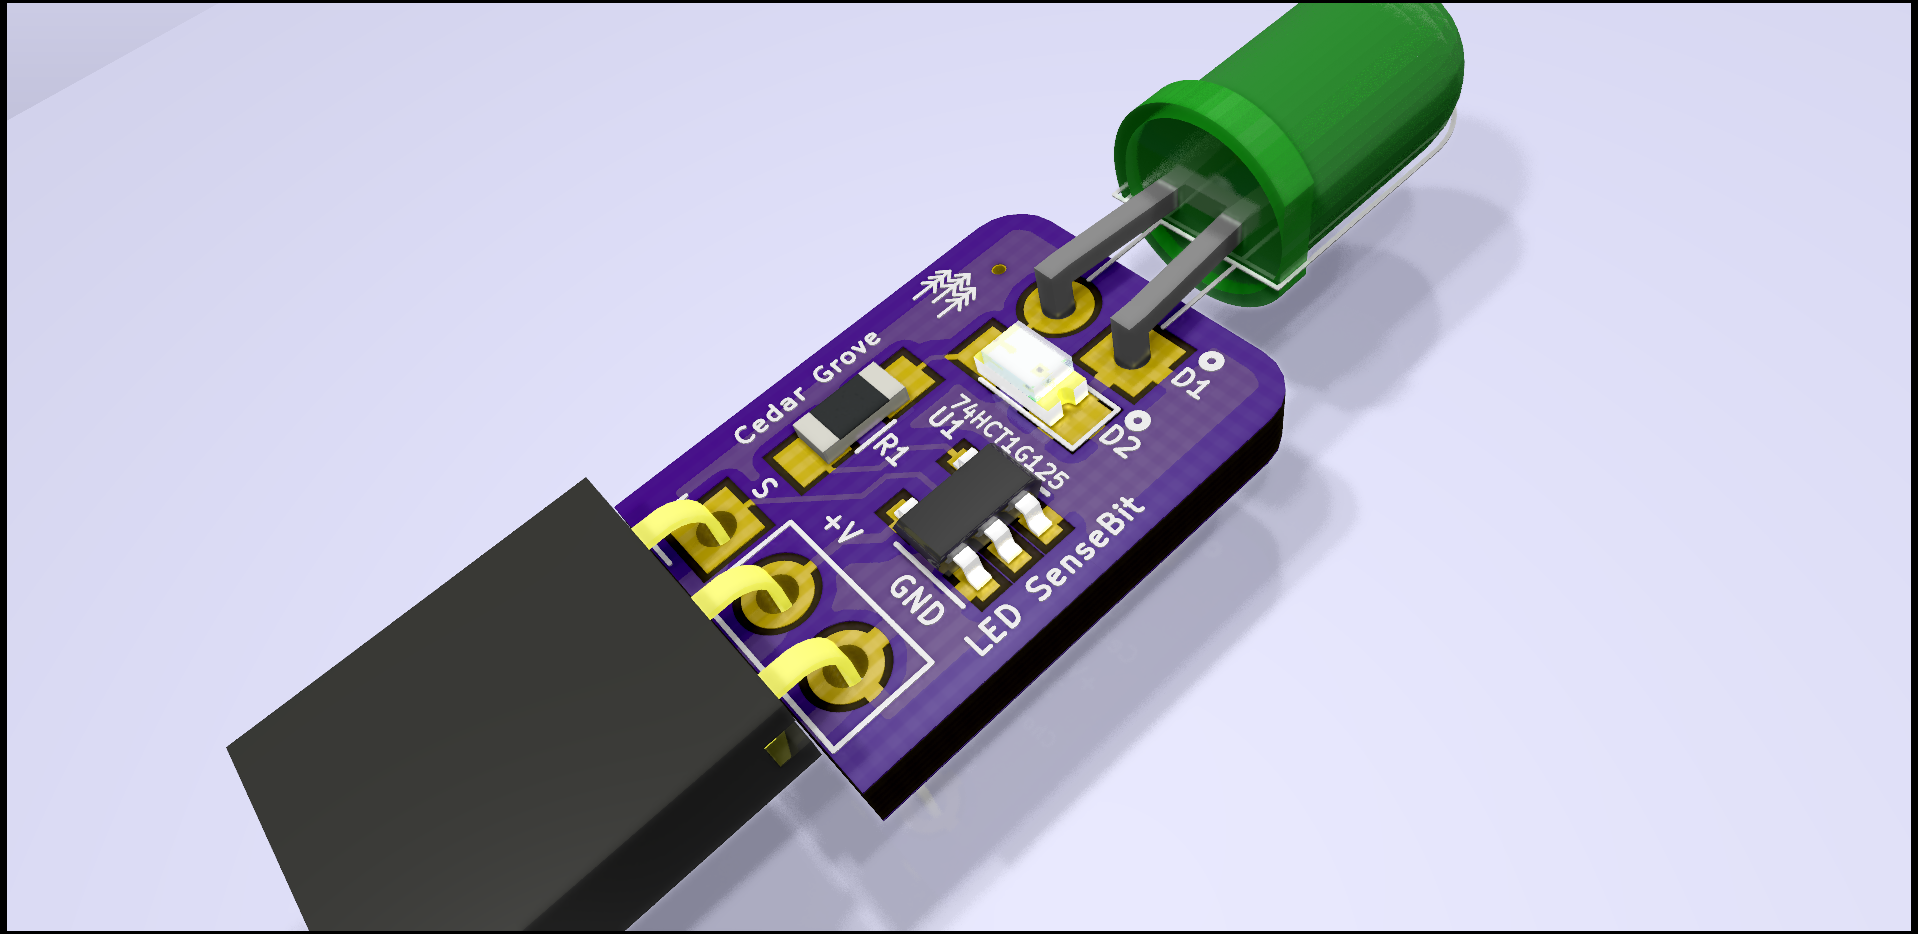 Cedar Grove
D1
D2
74HCT1G125
U1
R1
S
+V
GND
LED SenseBit